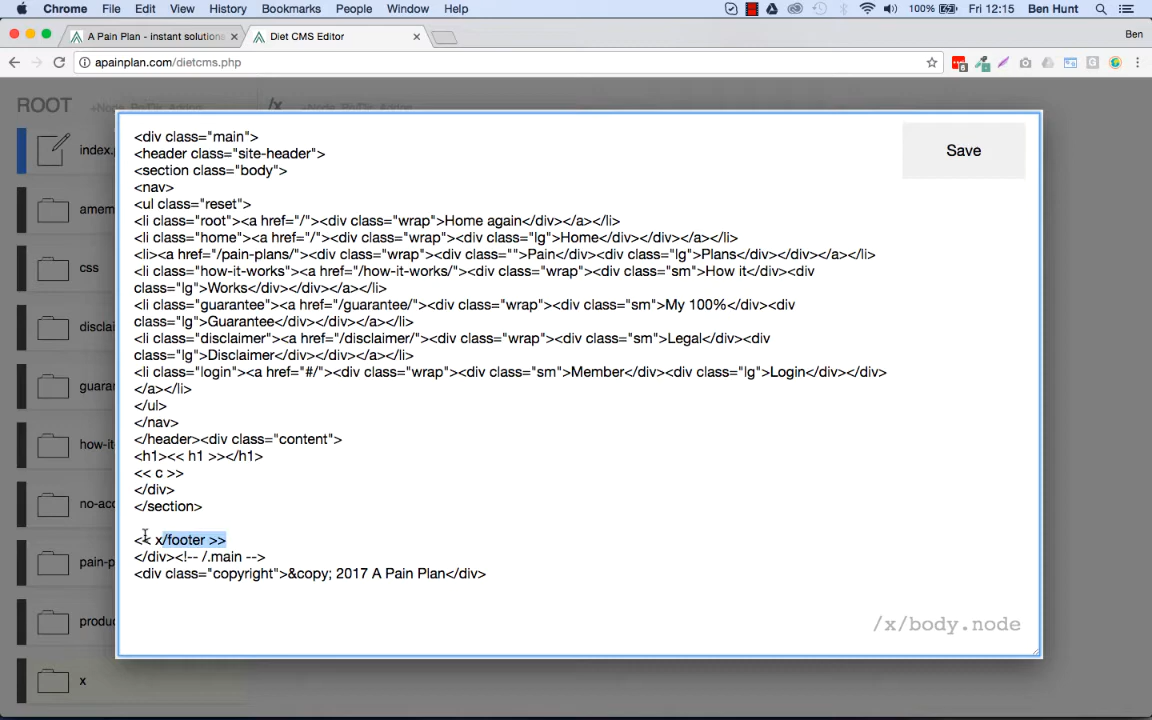 Chrome File Edit View History Bookmarks People Window Help 100% Fri 12:15 Ben Hunt
A Pain Plan - instant solutions
Diet CMS Editor
Ben
apainplan.com/dietcms.php
ROOT +Node
/x
index.
amem
css
disclai
guaran
how-it
no-acc
pain-p
produ
x
<div class="main">
<header class="site-header">
<section class="body">
<nav>
<ul class="reset">
<li class="root"><a href="/"><div class="wrap">Home again</div></a></li>
<li class="home"><a href="/"><div class="wrap"><div class="lg">Home</div></div></a></li>
<li><a href="/pain-plans/"><div class="wrap"><div class="">Pain</div><div class="lg">Plans</div></div></a></li>
<li class="how-it-works"><a href="/how-it-works/"><div class="wrap"><div class="sm">How it</div><div
class="lg">Works</div></div></a></li>
<li class="guarantee"><a href="/guarantee/"><div class="wrap"><div class="sm">My 100%</div><div
class="lg">Guarantee</div></div></a></li>
<li class="disclaimer"><a href="/disclaimer/"><div class="wrap"><div class="sm">Legal</div><div
class="lg">Disclaimer</div></div></a></li>
<li class="login"><a href="#/"><div class="wrap"><div class="sm">Member</div><div class="lg">Login</div></div>
</a></li>
</ul>
</nav>
</header><div class="content">
<h1><< h1 >></h1>
<< c >>
</div>
</section>
<< x/footer >>
</div><!-- /.main -->
<div class="copyright">&copy; 2017 A Pain Plan</div>
Save
/x/body.node